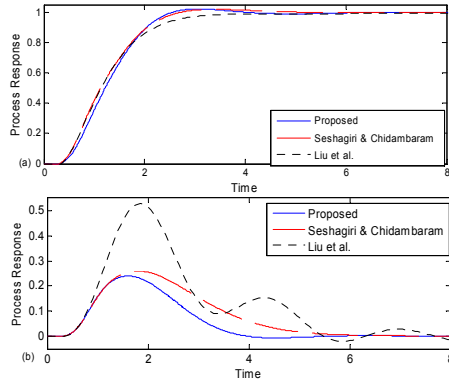 1
0.8
0.6
0.4
0.2
0
Process Response
Proposed
Seshagiri & Chidambaram
Liu et al.
(a)
0 2 4 6 8
Time
0.5
0.4
0.3
0.2
0.1
0
Process Response
Proposed
Seshagiri & Chidambaram
Liu et al.
(b)
0 2 4 6 8
Time